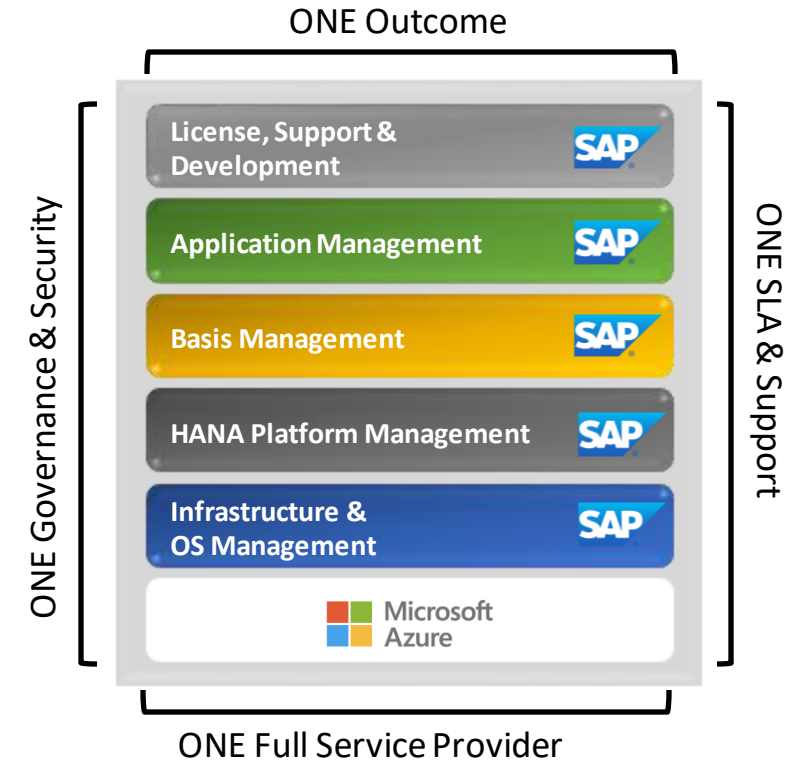 ONE Outcome
ONE Governance & Security
License, Support &
Development
SAP
Application Management
SAP
Basis Management
SAP
HANA Platform Management
SAP
Infrastructure &
OS Management
SAP
Microsoft
Azure
ONE SLA & Support
ONE Full Service Provider